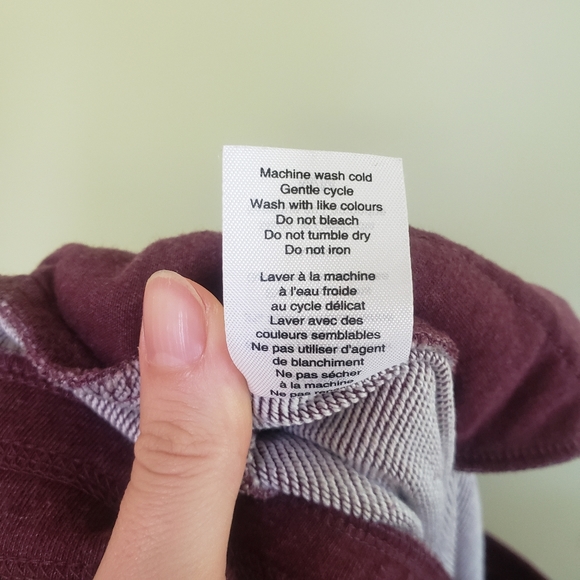 Machine wash cold
Gentle cycle
Wash with like colours
Do not bleach
Do not tumble dry
Do not iron
Laver à la machine
à l'eau froide
au cycle délicat
Laver avec des
couleurs semblables
Ne pas utiliser d'agent
de blanchiment
Ne pas sécher
à la machine
Ne pas